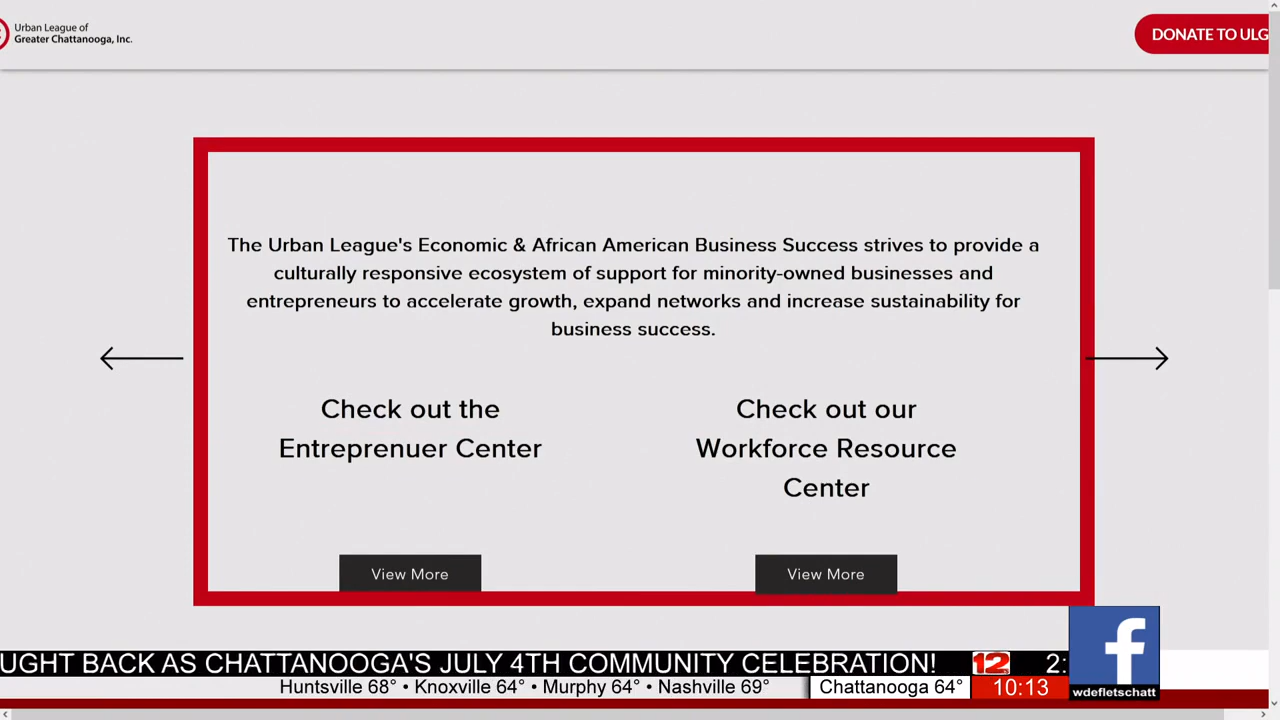 Urban League of
Greater Chattanooga, Inc.
DONATE TO ULG
The Urban League's Economic & African American Business Success strives to provide a
culturally responsive ecosystem of support for minority-owned businesses and
entrepreneurs to accelerate growth, expand networks and increase sustainability for
business success.
Check out the
Entreprenuer Center
Check out our
Workforce Resource
Center
View More
View More
UGHT BACK AS CHATTANOOGA'S JULY 4TH COMMUNITY CELEBRATION! 12 2:
Huntsville 68° • Knoxville 64° • Murphy 64° • Nashville 69° Chattanooga 64° 10:13
f
wdefletschatt